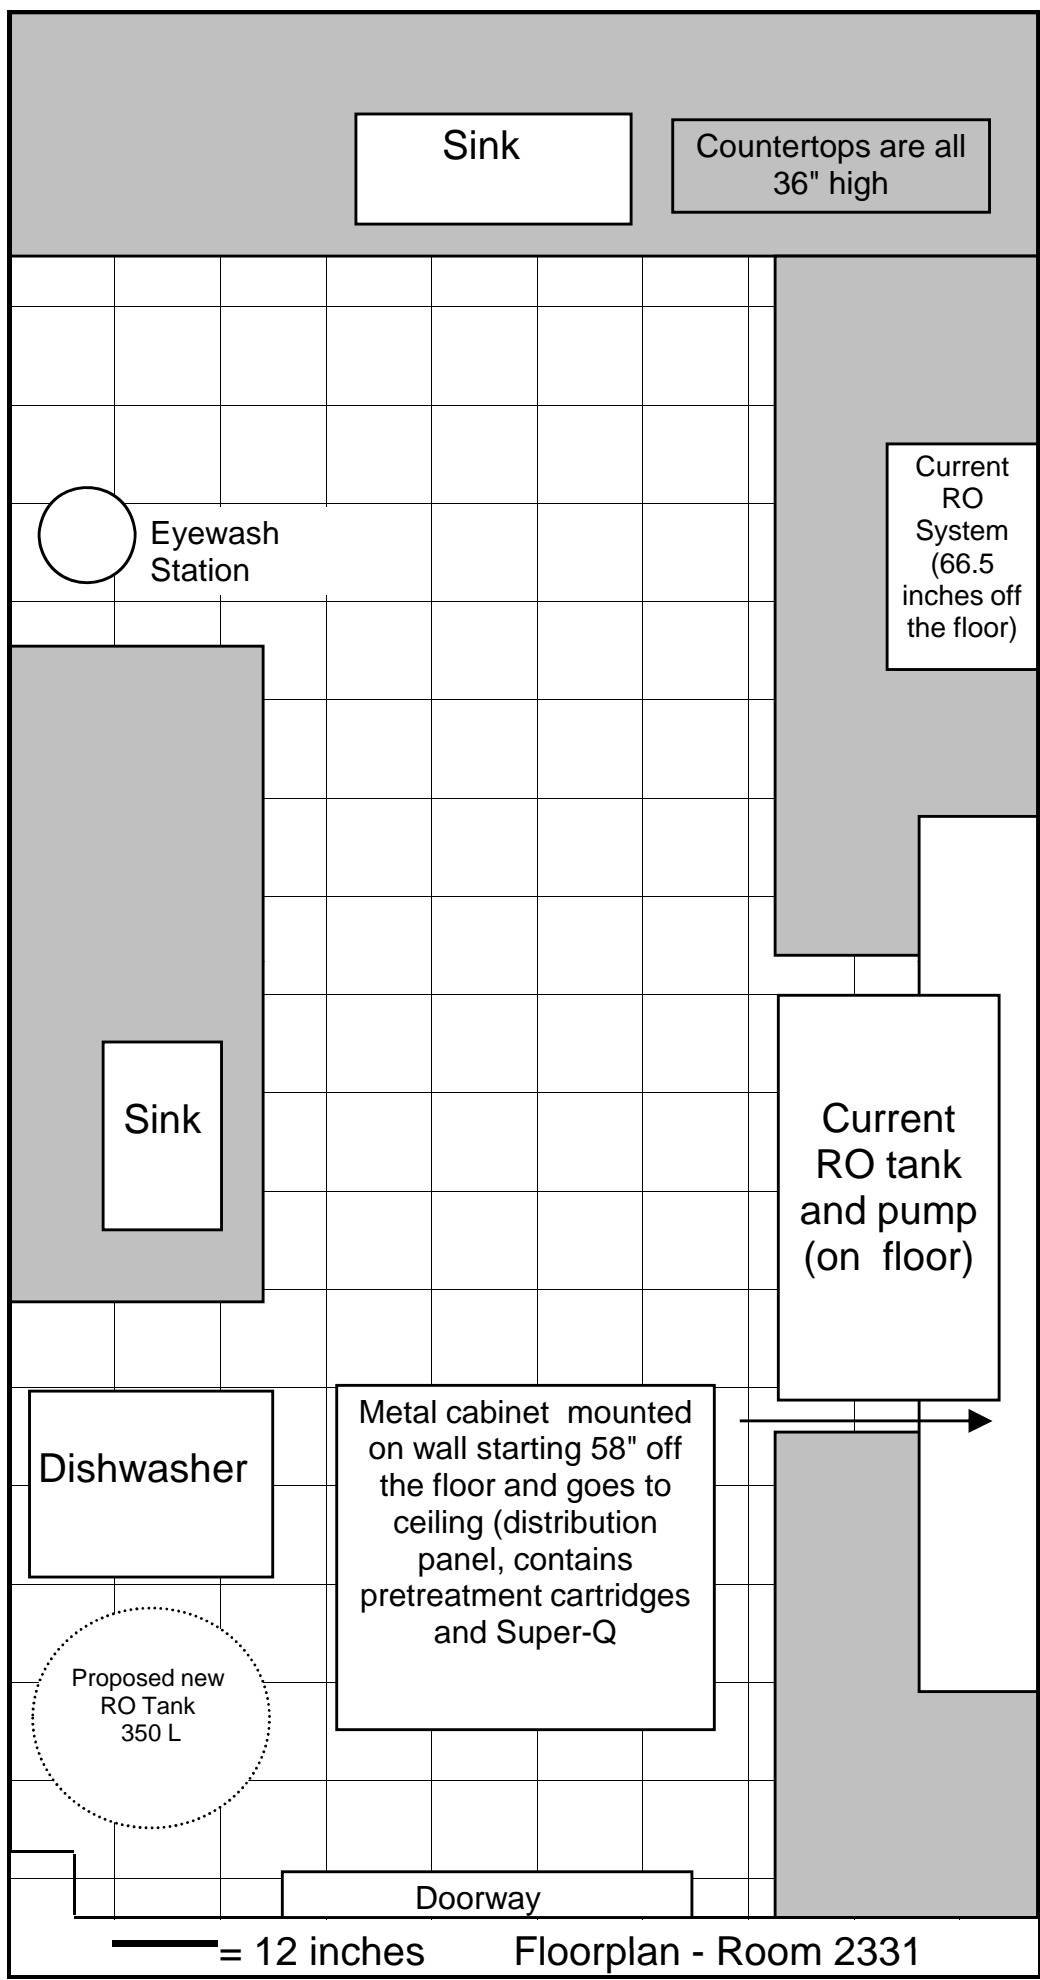 Sink
Countertops are all
36" high
Current
RO
System
(66.5
inches off
the floor)
Eyewash
Station
Sink
Current
RO tank
and pump
(on floor)
Metal cabinet mounted
on wall starting 58" off
the floor and goes to
ceiling (distribution
panel, contains
pretreatment cartridges
and Super-Q
Dishwasher
Proposed new
RO Tank
350 L
Doorway
= 12 inches
Floorplan - Room 2331